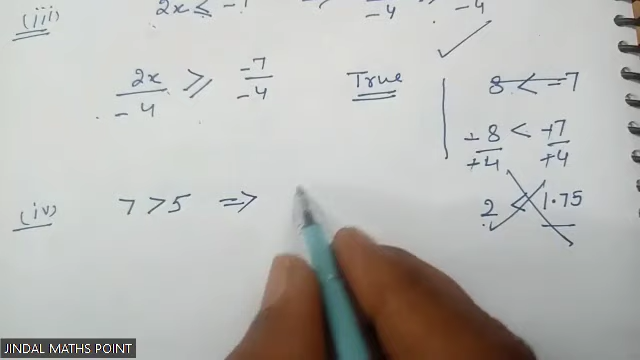 (iii) 2x ≤ -7 -4 -4
2x/-4 ≥ -7/-4 True
8 < -7
-8/+4 < +7/+4
2 < 1.75
(iv) 7 > 5 ⇒
JINDAL MATHS POINT